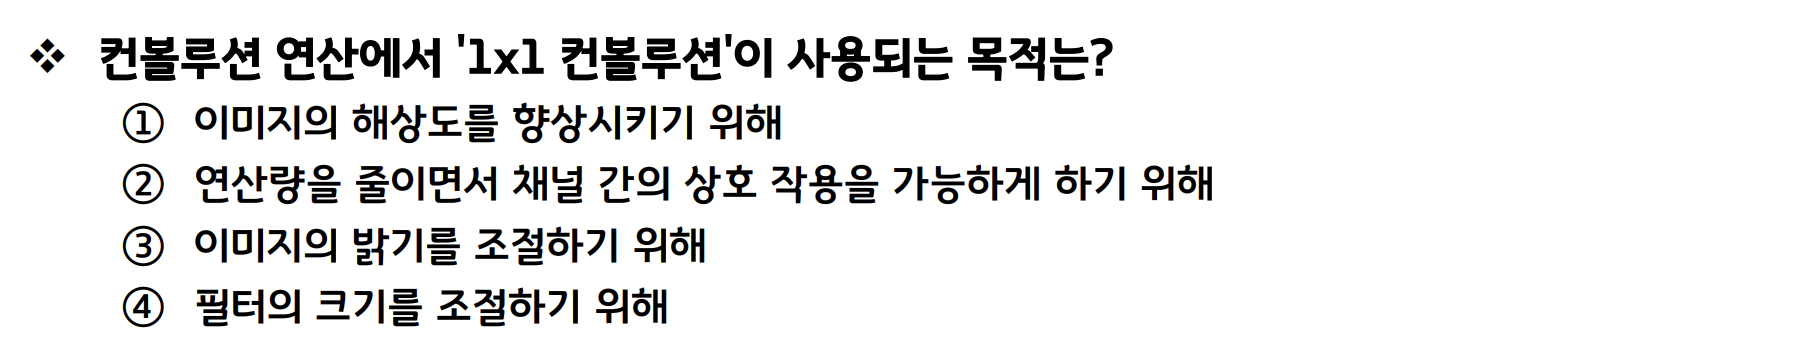 ❖ 컨볼루션 연산에서 '1x1 컨볼루션'이 사용되는 목적는?
① 이미지의 해상도를 향상시키기 위해
② 연산량을 줄이면서 채널 간의 상호 작용을 가능하게 하기 위해
③ 이미지의 밝기를 조절하기 위해
④ 필터의 크기를 조절하기 위해